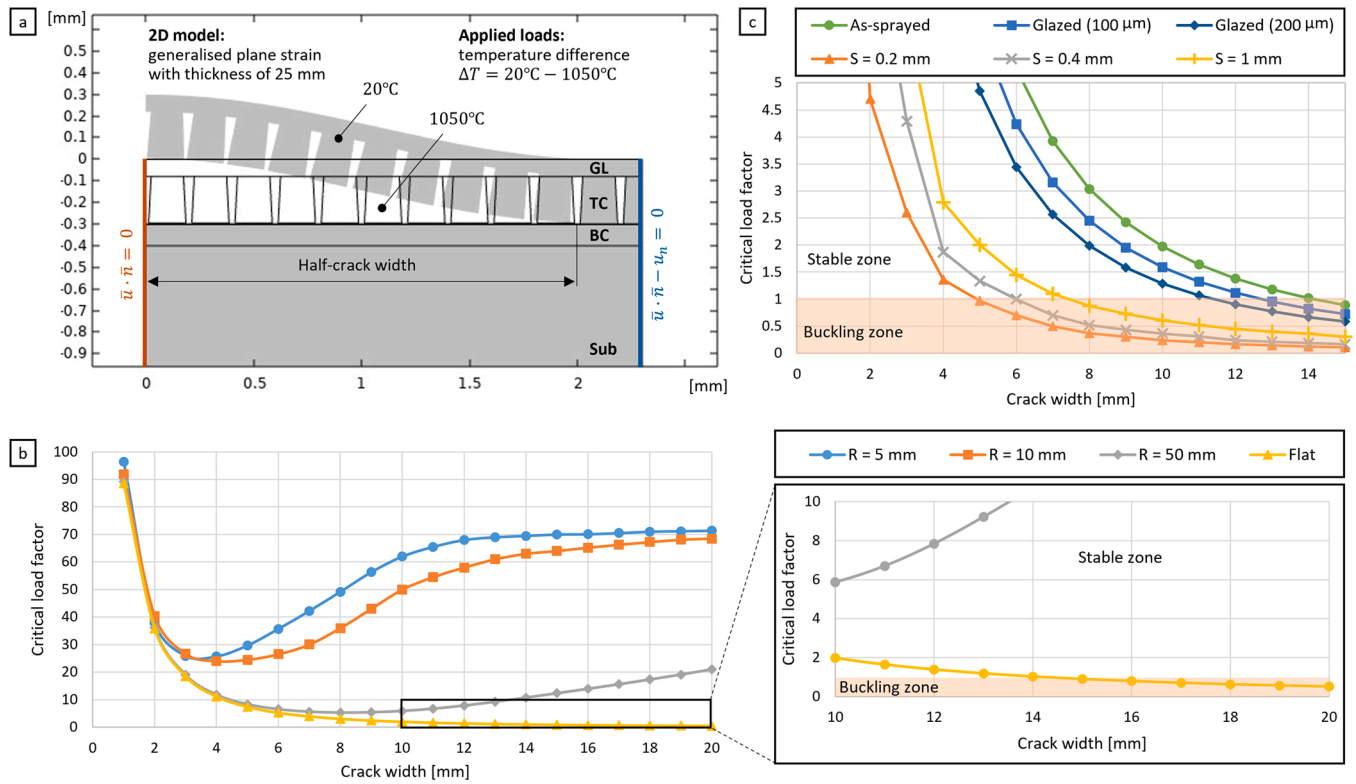 a
[mm]
2D model:
generalised plane strain
with thickness of 25 mm
Applied loads:
temperature difference
ΔT = 20°C − 1050°C
20°C
1050°C
0.5
0.4
0.3
0.2
0.1
0
-0.1
-0.2
-0.3
-0.4
-0.5
-0.6
-0.7
-0.8
-0.9
GL
TC
BC
Sub
Half-crack width
ū · n̄ = 0
ū · n̄ − uₙ = 0
0 0.5 1 1.5 2 [mm]
c
As-sprayed Glazed (100 μm) Glazed (200 μm)
S = 0.2 mm S = 0.4 mm S = 1 mm
Critical load factor
5
4.5
4
3.5
3
2.5
2
1.5
1
0.5
0
Stable zone
Buckling zone
0 2 4 6 8 10 12 14
Crack width [mm]
b
Critical load factor
100
90
80
70
60
50
40
30
20
10
0
0 2 4 6 8 10 12 14 16 18 20
Crack width [mm]
R = 5 mm R = 10 mm R = 50 mm Flat
Critical load factor
10
8
6
4
2
0
Stable zone
Buckling zone
10 12 14 16 18 20
Crack width [mm]